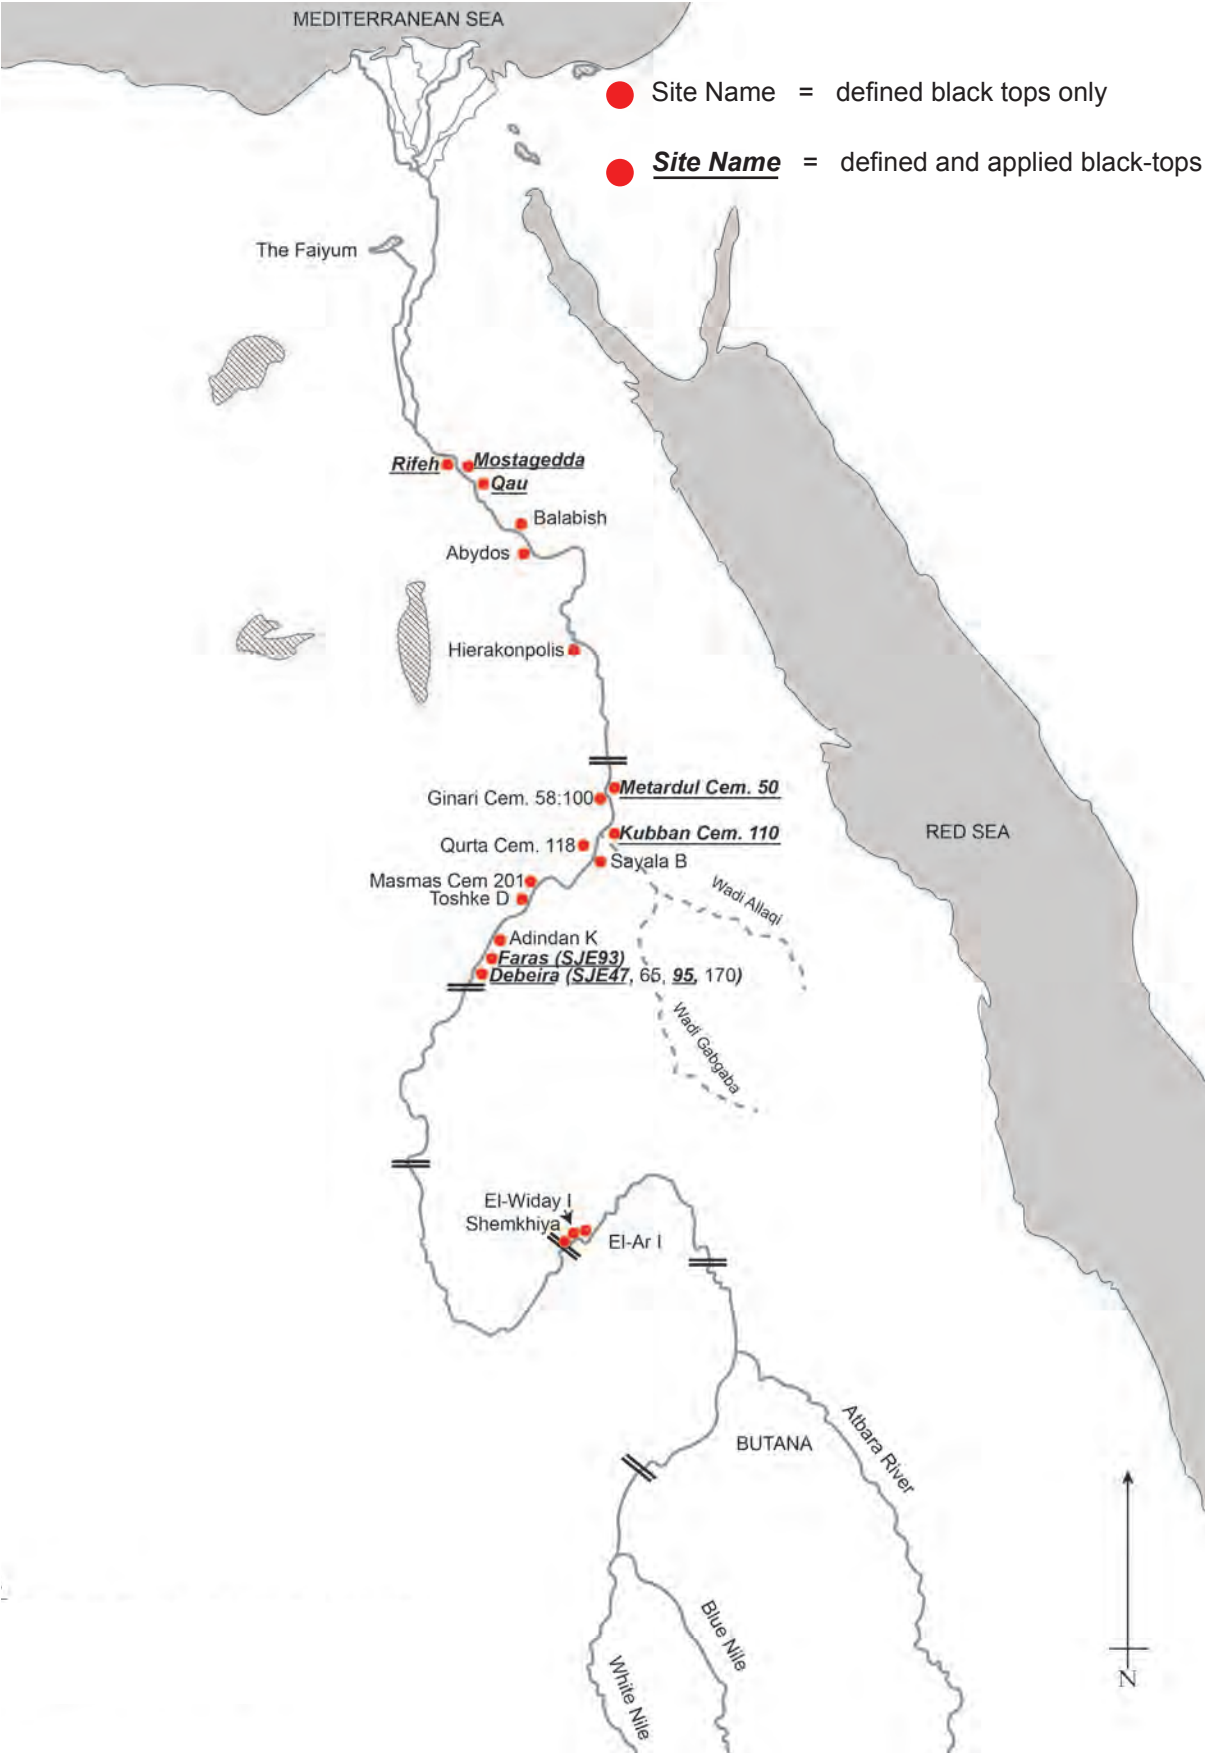 MEDITERRANEAN SEA
Site Name = defined black tops only
Site Name = defined and applied black-tops
The Faiyum
Rifeh
Mostagedda
Qau
Balabish
Abydos
Hierakonpolis
Metardul Cem. 50
Ginari Cem. 58:100
RED SEA
Kubban Cem. 110
Qurta Cem. 118
Sayala B
Masmas Cem 201
Wadi Allaqi
Toshke D
Adindan K
Faras (SJE93)
Debeira (SJE47, 65, 95, 170)
Wadi Gabgaba
El-Widay I
Shemkhiya
El-Ar I
Atbara River
BUTANA
Blue Nile
White Nile
N